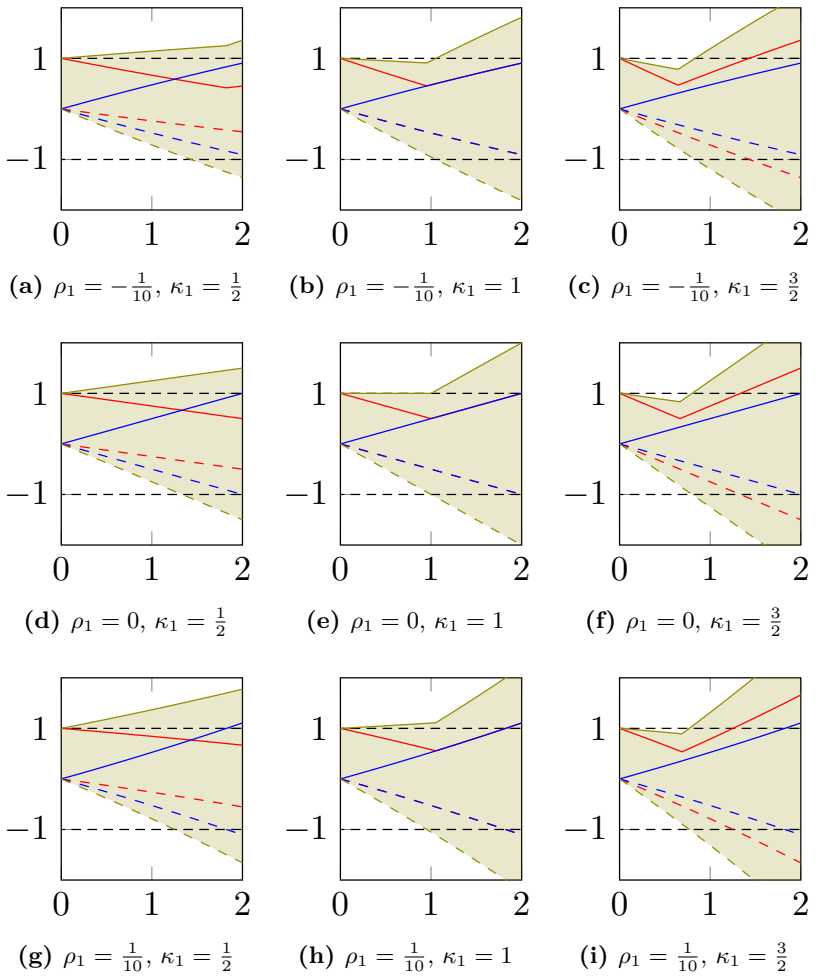 1 
−1
0 1 2 0 1 2 0 1 2
(a) ρ₁ = −1/10, κ₁ = 1/2 (b) ρ₁ = −1/10, κ₁ = 1 (c) ρ₁ = −1/10, κ₁ = 3/2
1 1 1
−1 −1 −1
0 1 2 0 1 2 0 1 2
(d) ρ₁ = 0, κ₁ = 1/2 (e) ρ₁ = 0, κ₁ = 1 (f) ρ₁ = 0, κ₁ = 3/2
1 1 1
−1 −1 −1
0 1 2 0 1 2 0 1 2
(g) ρ₁ = 1/10, κ₁ = 1/2 (h) ρ₁ = 1/10, κ₁ = 1 (i) ρ₁ = 1/10, κ₁ = 3/2